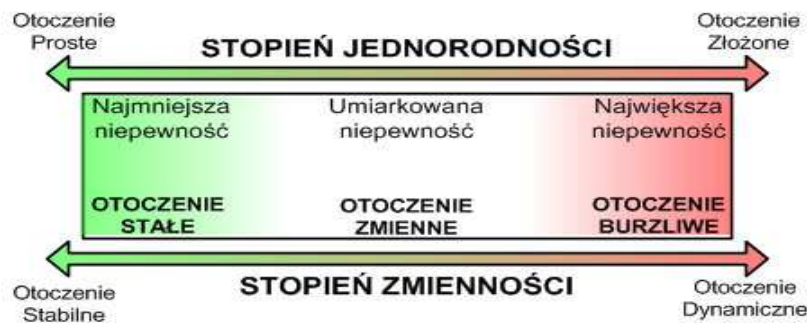 Otoczenie
Proste
Otoczenie
Złożone
STOPIEŃ JEDNORODNOŚCI
Najmniejsza
niepewność
Umiarkowana
niepewność
Największa
niepewność
OTOCZENIE
STAŁE
OTOCZENIE
ZMIENNE
OTOCZENIE
BURZLIWE
Otoczenie
Stabilne
STOPIEŃ ZMIENNOŚCI
Otoczenie
Dynamiczne